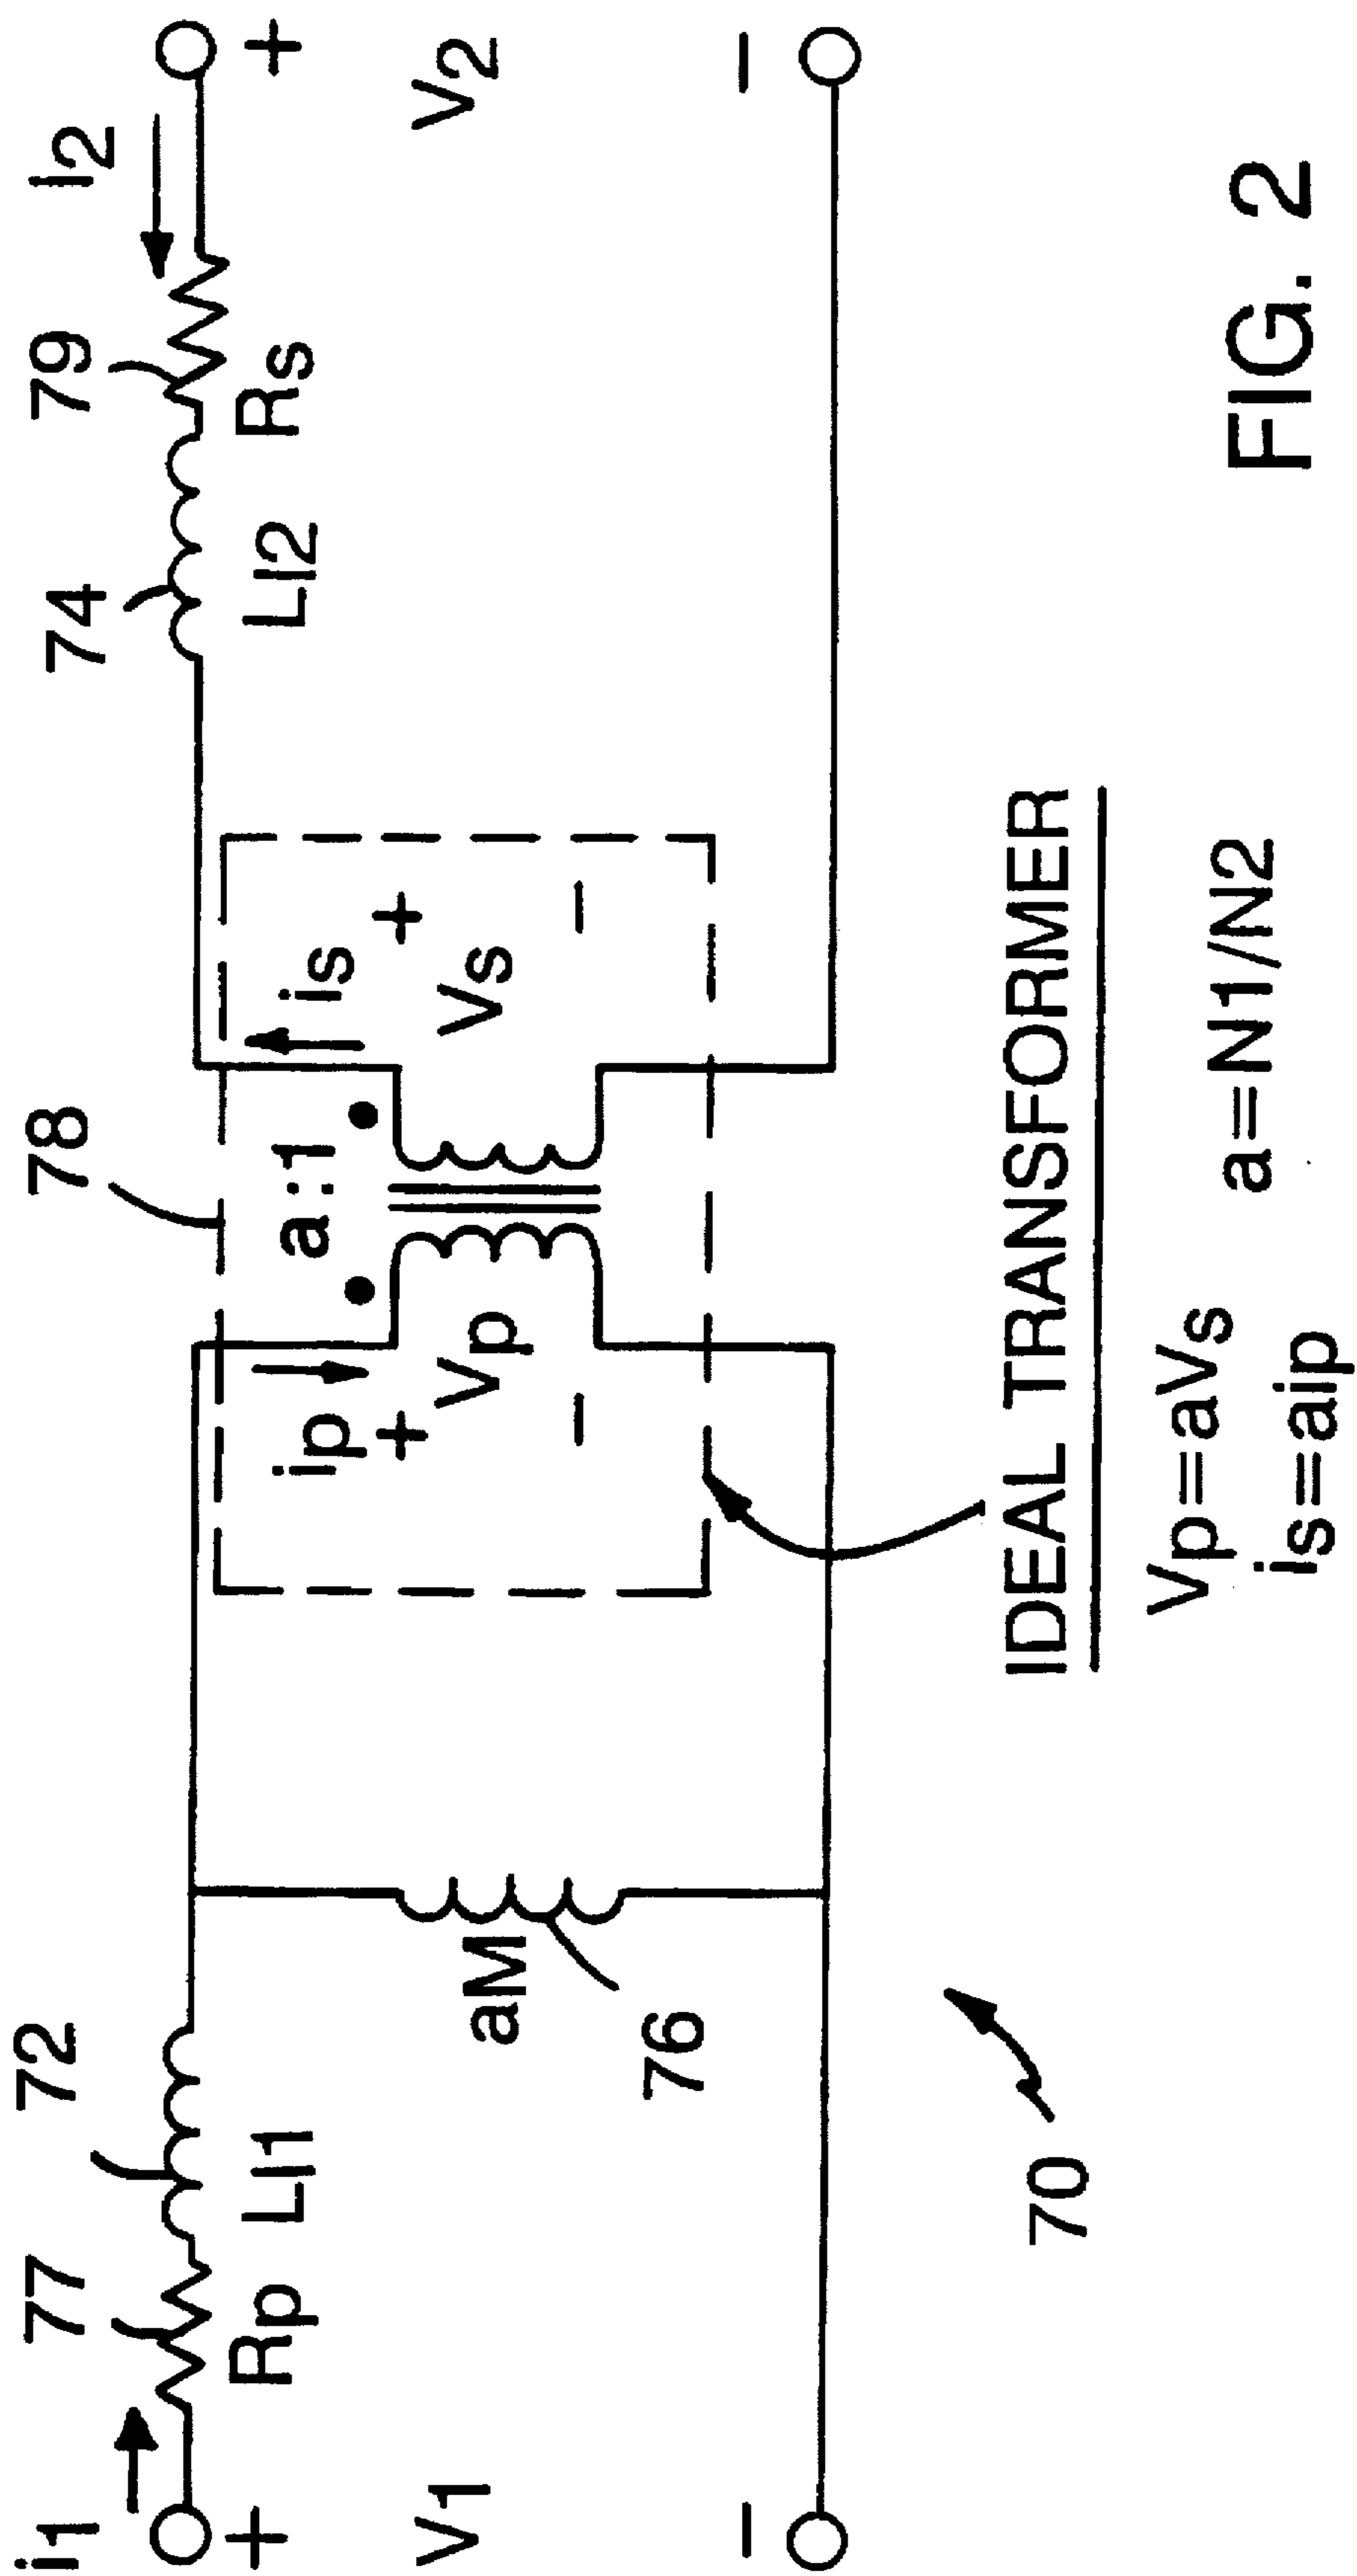 i1
77
72
78
74
79
I2
+
Rp
Ll1
a:1
Ll2
Rs
+
ip
is
+
+
V1
aM
Vp
Vs
V2
−
−
−
−
76
70
IDEAL TRANSFORMER
Vp=aVs
a=N1/N2
is=aip
FIG. 2